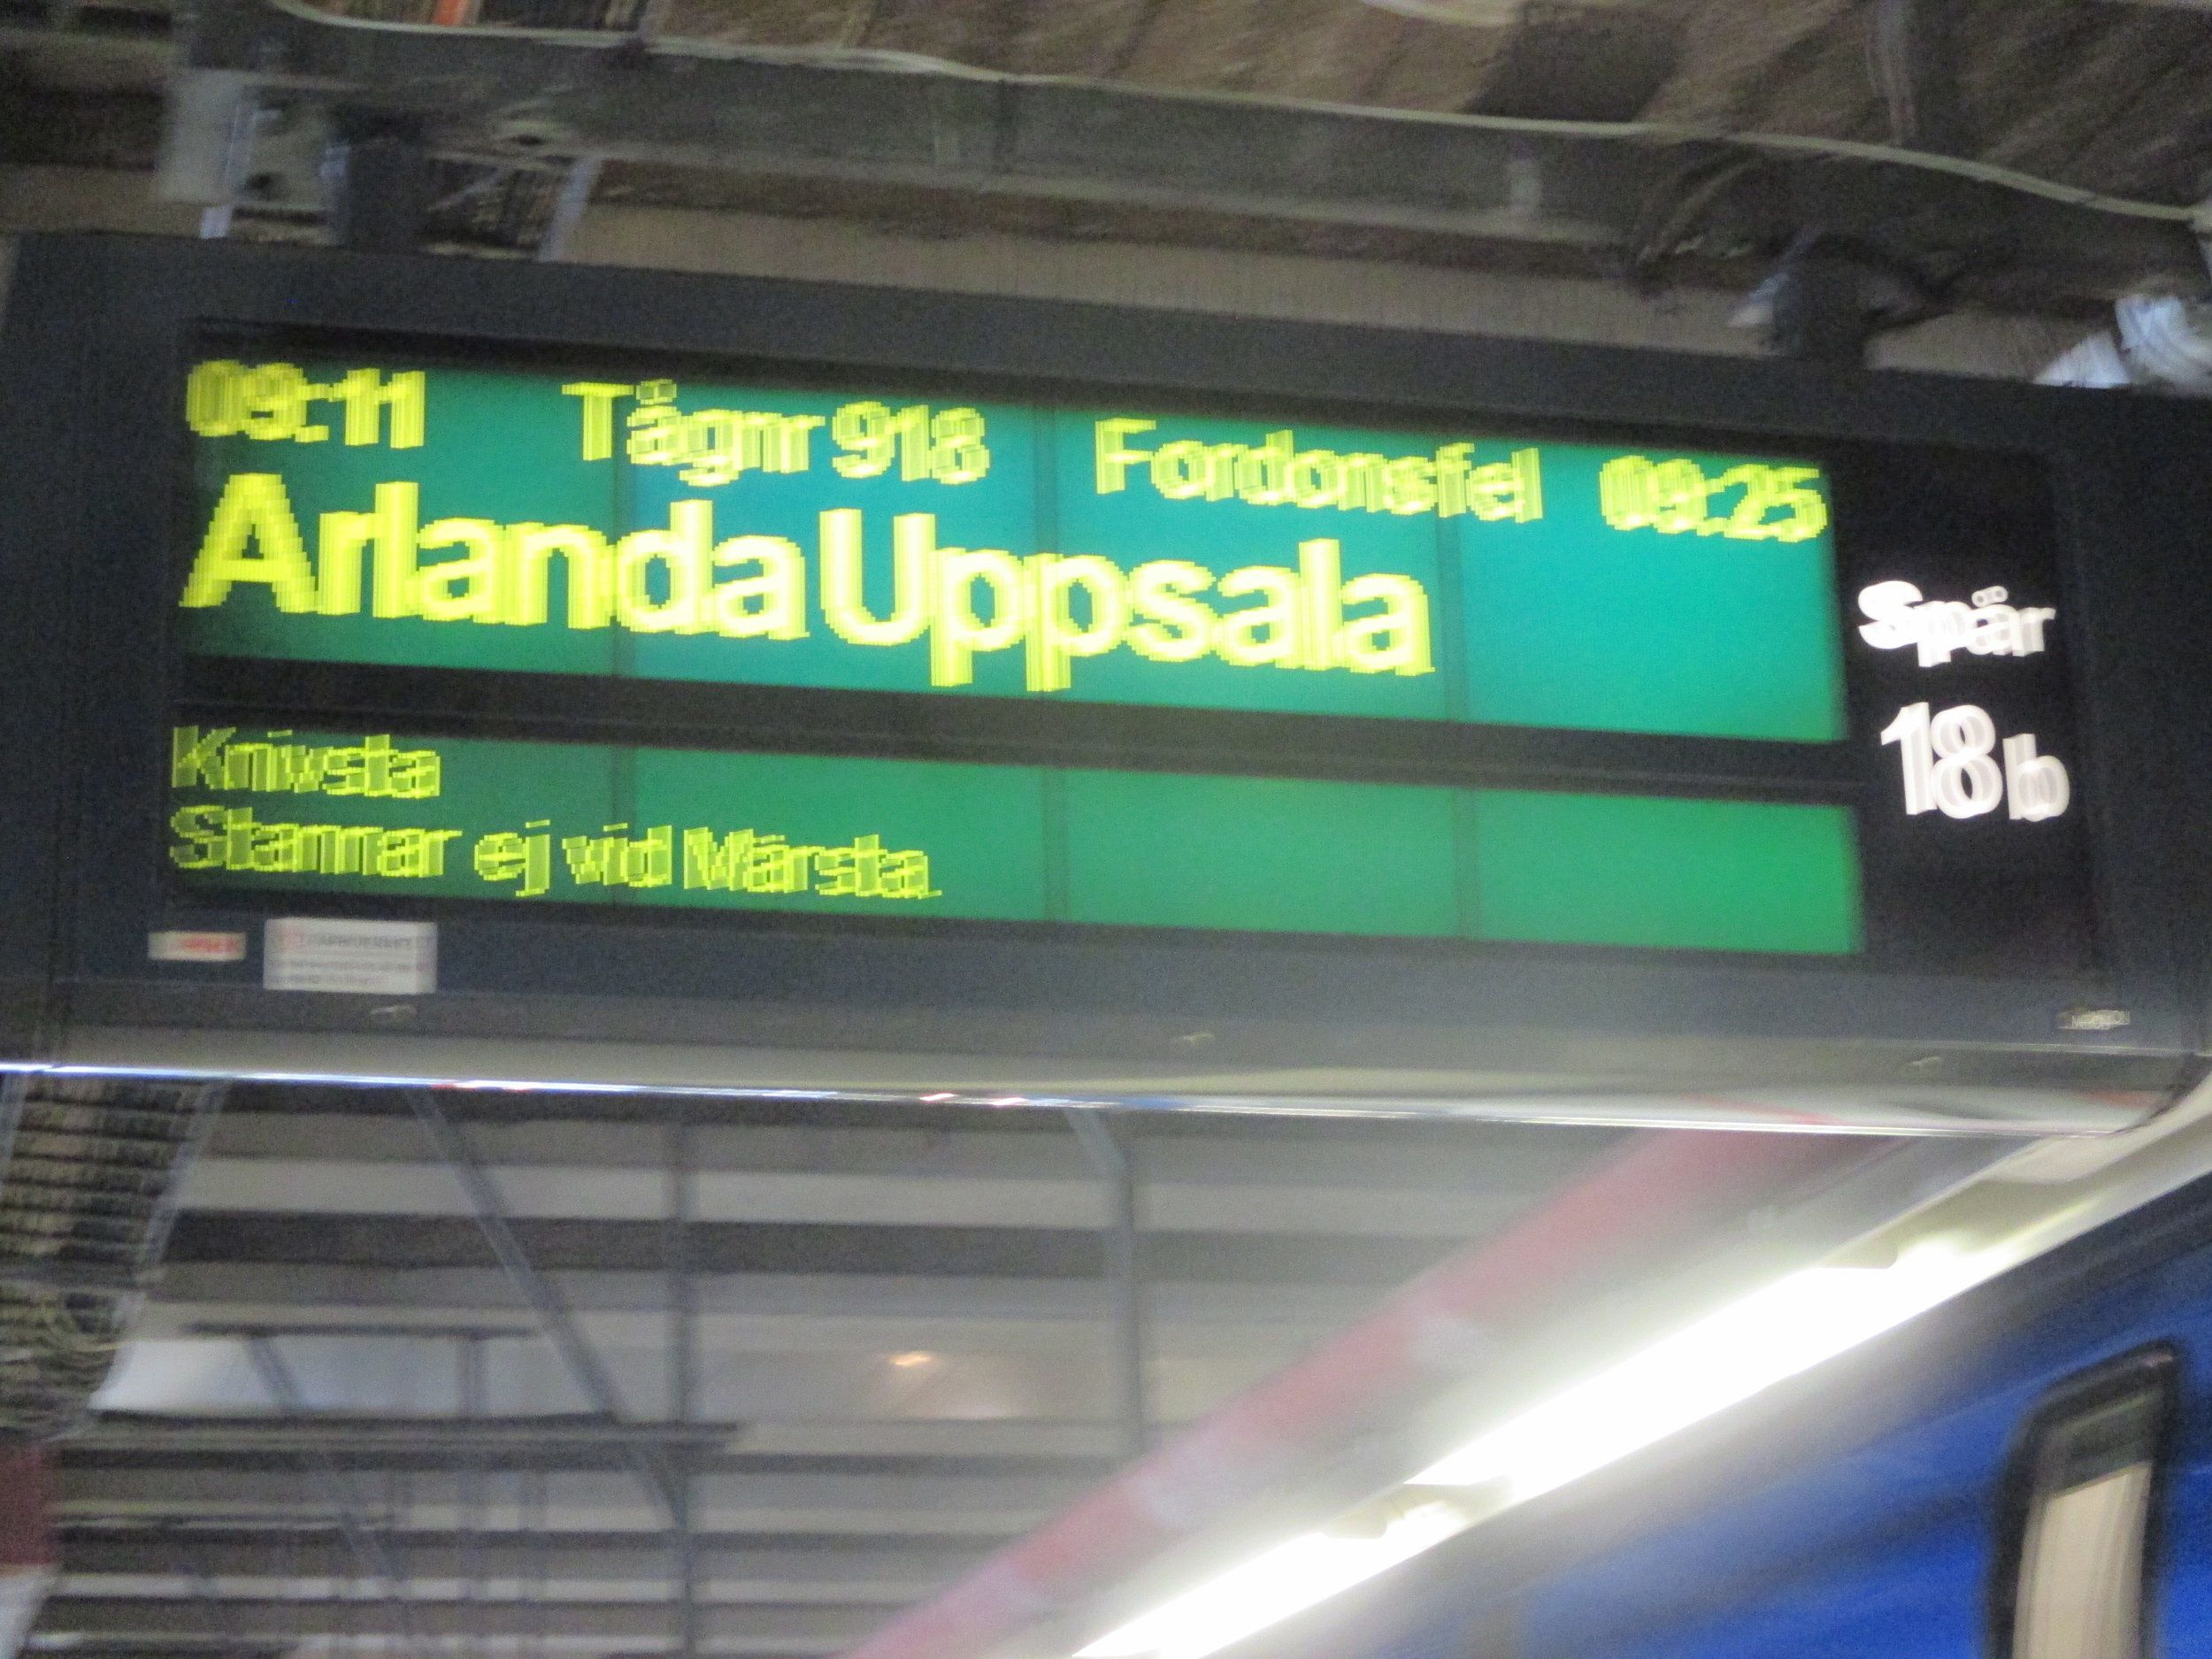 09:11 Tågnr 918 Fordonsfel 09:25
Arlanda Uppsala
Spår
18b
Knivsta
Stannar ej vid Märsta.